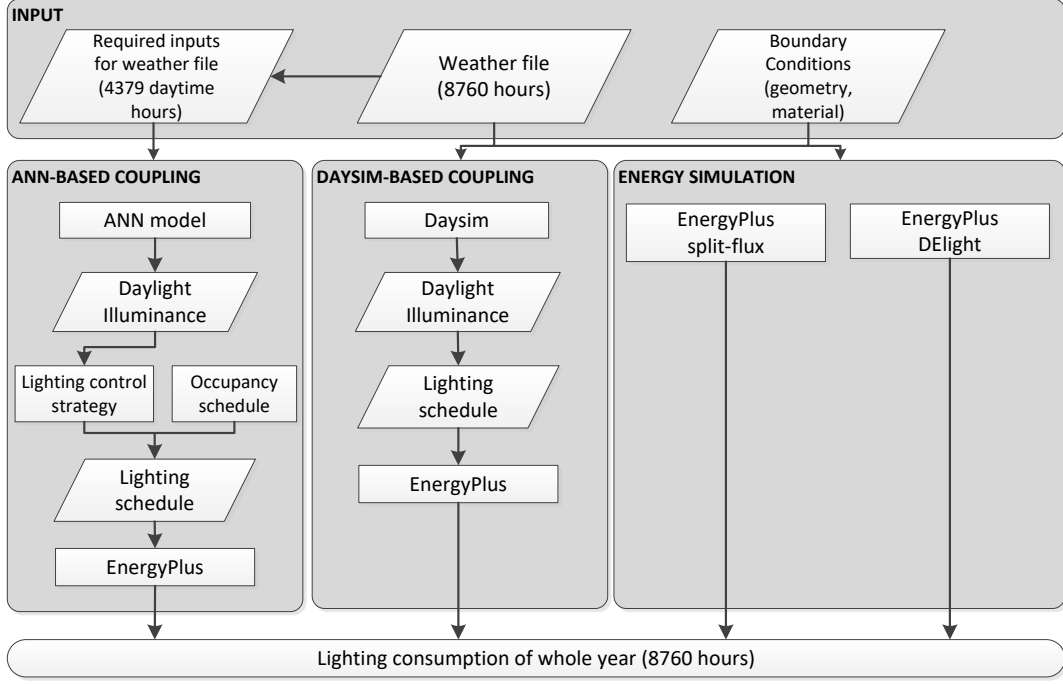 INPUT
Required inputs
for weather file
(4379 daytime
hours)
Weather file
(8760 hours)
Boundary
Conditions
(geometry,
material)
ANN-BASED COUPLING
ANN model
Daylight
Illuminance
Lighting control
strategy
Occupancy
schedule
Lighting
schedule
EnergyPlus
DAYSIM-BASED COUPLING
Daysim
Daylight
Illuminance
Lighting
schedule
EnergyPlus
ENERGY SIMULATION
EnergyPlus
split-flux
EnergyPlus
DElight
Lighting consumption of whole year (8760 hours)